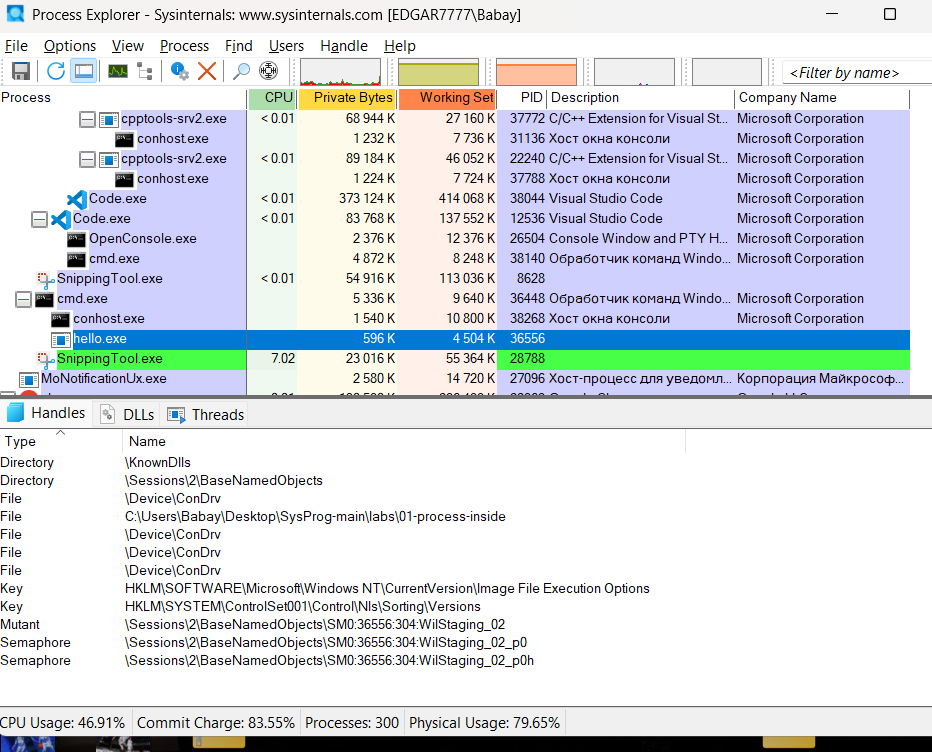 Process Explorer - Sysinternals: www.sysinternals.com [EDGAR7777\Babay]
File Options View Process Find Users Handle Help
<Filter by name>
Process CPU Private Bytes Working Set PID Description Company Name
cpptools-srv2.exe < 0.01 68 944 K 27 160 K 37772 C/C++ Extension for Visual St... Microsoft Corporation
conhost.exe 1 232 K 7 736 K 31136 Хост окна консоли Microsoft Corporation
cpptools-srv2.exe < 0.01 89 184 K 46 052 K 22240 C/C++ Extension for Visual St... Microsoft Corporation
conhost.exe 1 224 K 7 724 K 37788 Хост окна консоли Microsoft Corporation
Code.exe < 0.01 373 124 K 414 068 K 38044 Visual Studio Code Microsoft Corporation
Code.exe < 0.01 83 768 K 137 552 K 12536 Visual Studio Code Microsoft Corporation
OpenConsole.exe 2 376 K 12 376 K 26504 Console Window and PTY H... Microsoft Corporation
cmd.exe 4 872 K 8 248 K 38140 Обработчик команд Windo... Microsoft Corporation
SnippingTool.exe < 0.01 54 916 K 113 036 K 8628
cmd.exe 5 336 K 9 640 K 36448 Обработчик команд Windo... Microsoft Corporation
conhost.exe 1 540 K 10 800 K 38268 Хост окна консоли Microsoft Corporation
hello.exe 596 K 4 504 K 36556
SnippingTool.exe 7.02 23 016 K 55 364 K 28788
MoNotificationUx.exe 2 580 K 14 720 K 27096 Хост-процесс для уведомл... Корпорация Майкрософ...
Handles DLLs Threads
Type Name
Directory \KnownDlls
Directory \Sessions\2\BaseNamedObjects
File \Device\ConDrv
File C:\Users\Babay\Desktop\SysProg-main\labs\01-process-inside
File \Device\ConDrv
File \Device\ConDrv
File \Device\ConDrv
Key HKLM\SOFTWARE\Microsoft\Windows NT\CurrentVersion\Image File Execution Options
Key HKLM\SYSTEM\ControlSet001\Control\Nls\Sorting\Versions
Mutant \Sessions\2\BaseNamedObjects\SM0:36556:304:WilStaging_02
Semaphore \Sessions\2\BaseNamedObjects\SM0:36556:304:WilStaging_02_p0
Semaphore \Sessions\2\BaseNamedObjects\SM0:36556:304:WilStaging_02_p0h
CPU Usage: 46.91% Commit Charge: 83.55% Processes: 300 Physical Usage: 79.65%